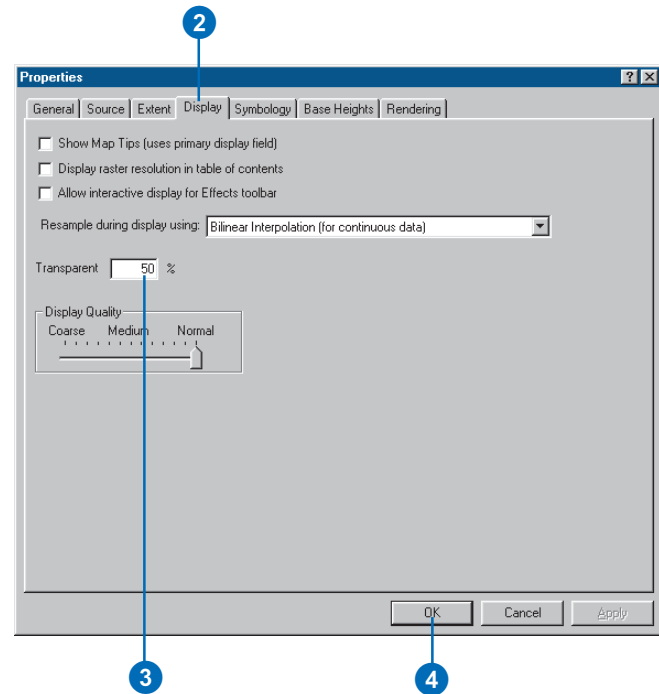 2
Properties
General Source Extent Display Symbology Base Heights Rendering
Show Map Tips (uses primary display field)
Display raster resolution in table of contents
Allow interactive display for Effects toolbar
Resample during display using: Bilinear Interpolation (for continuous data)
Transparent 50 %
Display Quality
Coarse Medium Normal
OK Cancel Apply
3 4